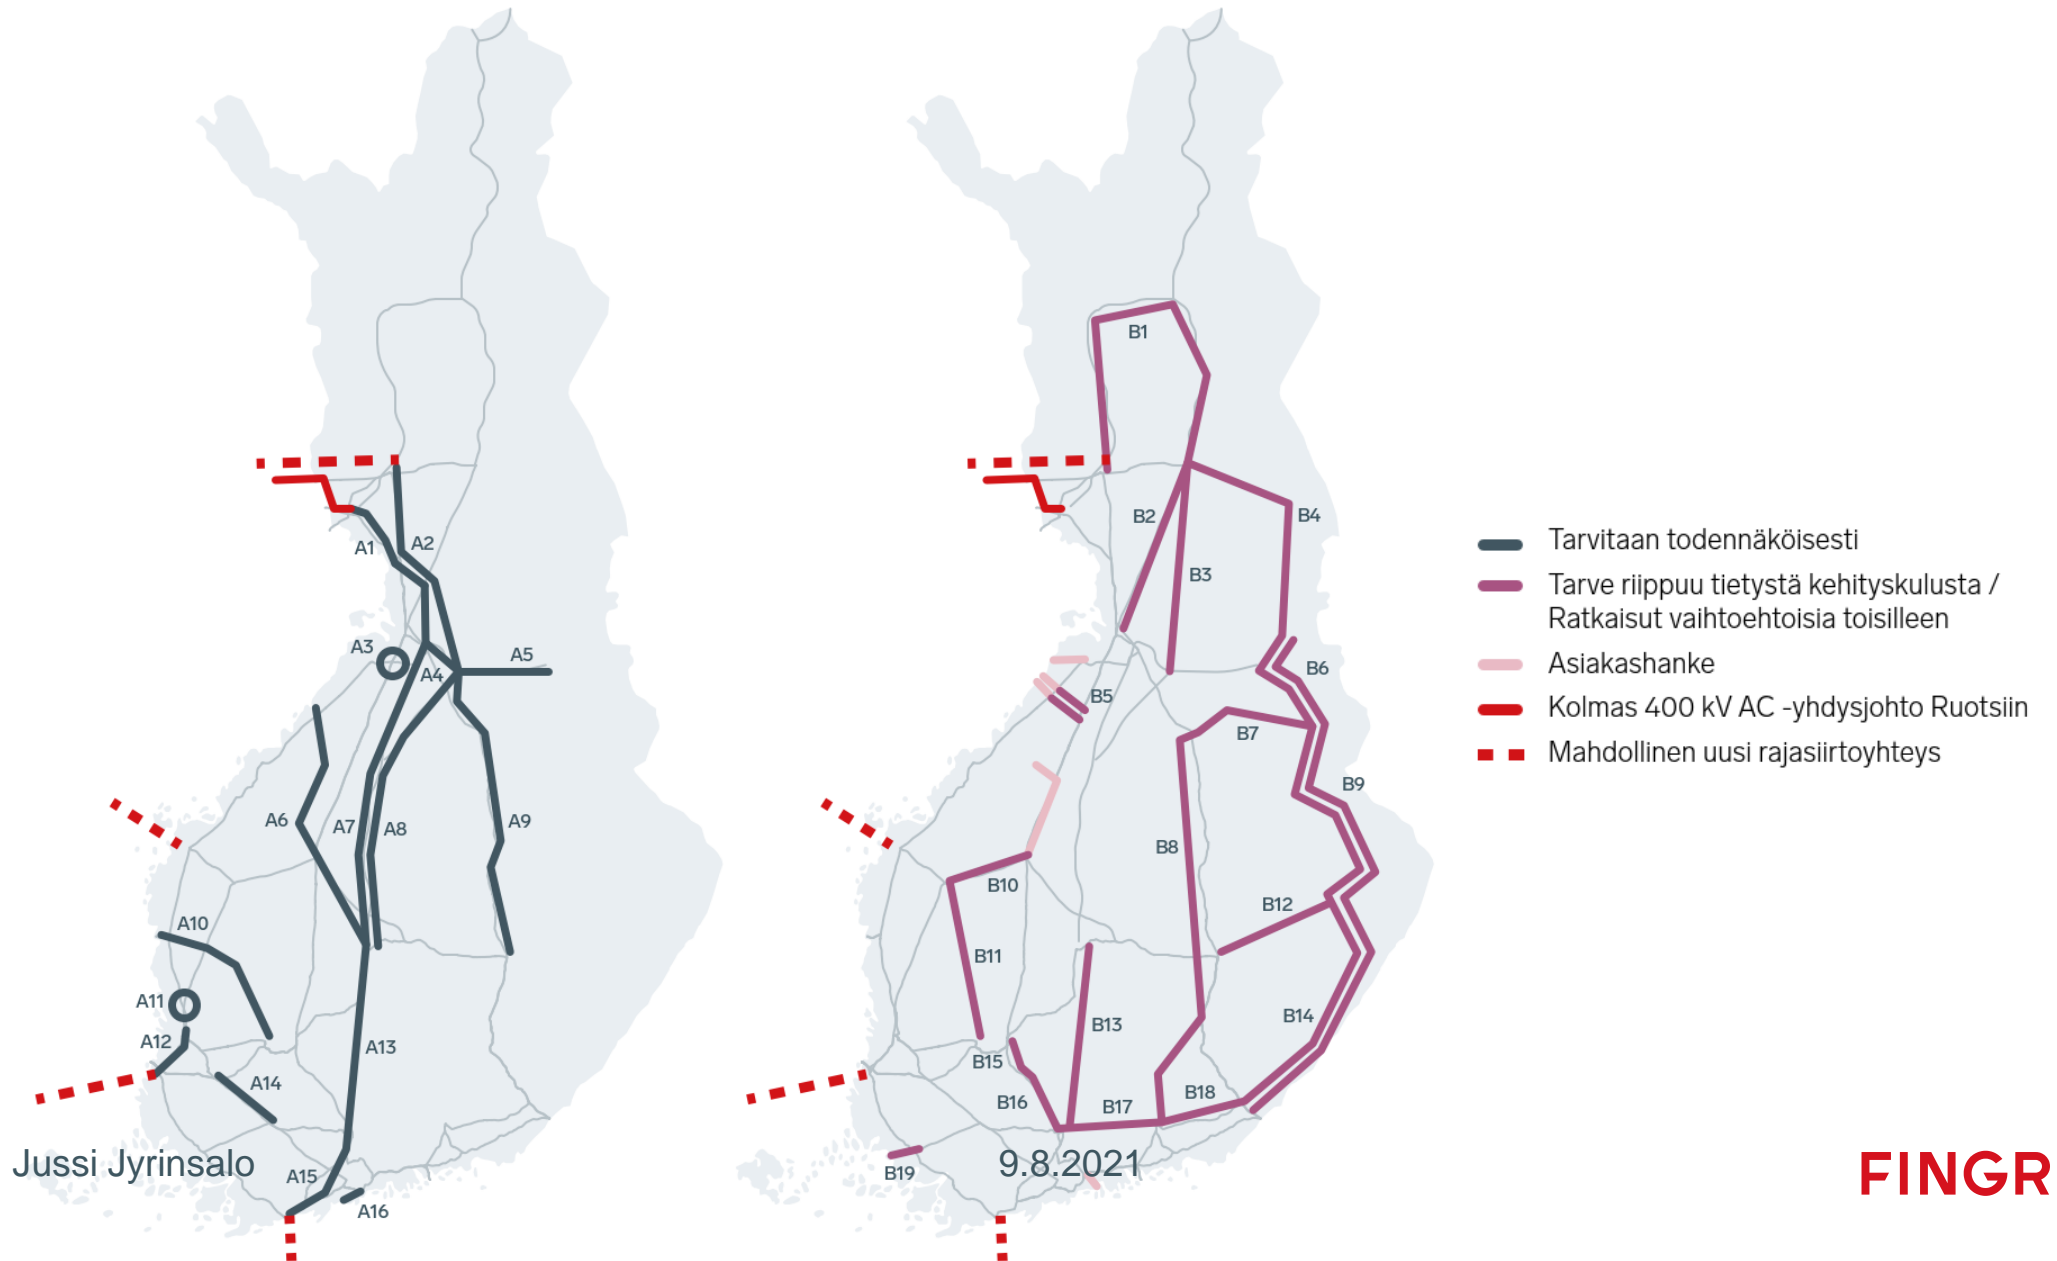 A1
A2
A3
A4
A5
A6
A7
A8
A9
A10
A11
A12
A13
A14
A15
A16
B1
B2
B3
B4
B5
B6
B7
B8
B9
B10
B11
B12
B13
B14
B15
B16
B17
B18
B19
Tarvitaan todennäköisesti
Tarve riippuu tietystä kehityskulusta /
Ratkaisut vaihtoehtoisia toisilleen
Asiakashanke
Kolmas 400 kV AC -yhdysjohto Ruotsiin
Mahdollinen uusi rajasiirtoyhteys
Jussi Jyrinsalo
9.8.2021
FINGR